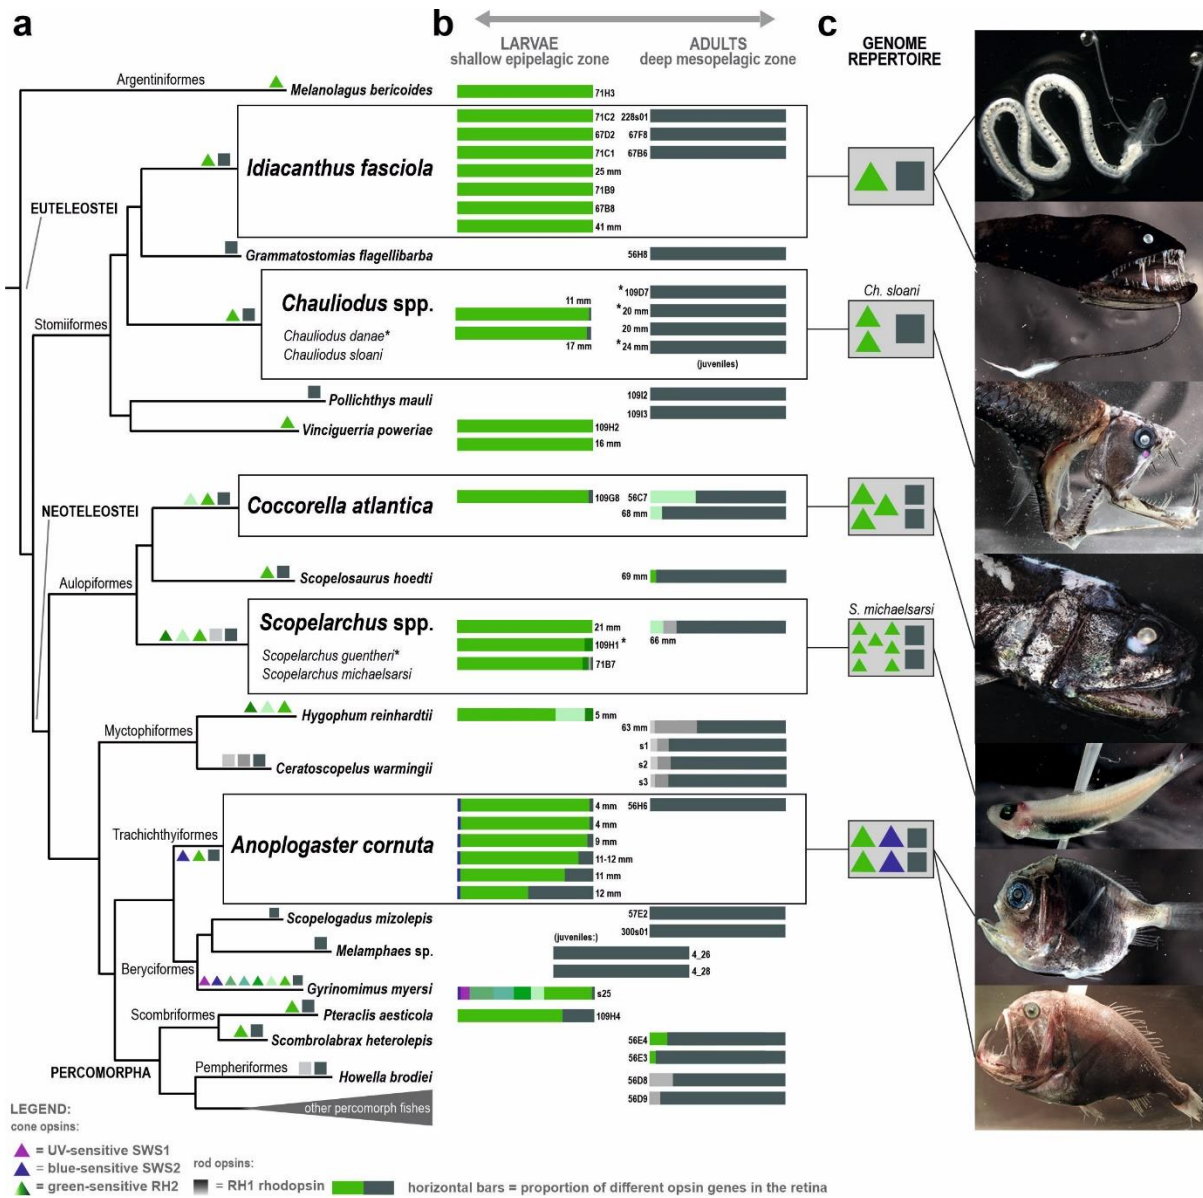 a
b
c
LARVAE
shallow epipelagic zone
ADULTS
deep mesopelagic zone
GENOME
REPERTOIRE
Argentiniformes
Melanolagus bericoides
71H3
71C2
67D2
71C1
25 mm
71B9
67B8
41 mm
228s01
67F8
67B6
Idiacanthus fasciola
EUTELEOSTEI
Grammatostomias flagellibarba
56H8
Stomiiformes
Chauliodus spp.
Chauliodus danae*
Chauliodus sloani
11 mm
17 mm
*109D7
*20 mm
20 mm
*24 mm
(juveniles)
Ch. sloani
Pollichthys mauli
109I2
109I3
Vinciguerria poweriae
109H2
16 mm
NEOTELEOSTEI
Coccorella atlantica
109G8
56C7
68 mm
Aulopiformes
Scopelosaurus hoedti
69 mm
Scopelarchus spp.
Scopelarchus guentheri*
Scopelarchus michaelsarsi
21 mm
109H1*
71B7
66 mm
S. michaelsarsi
Myctophiformes
Hygophum reinhardtii
5 mm
63 mm
s1
s2
s3
Ceratoscopelus warmingii
Trachichthyiformes
Anoplogaster cornuta
4 mm
4 mm
9 mm
11-12 mm
11 mm
12 mm
56H6
Scopelogadus mizolepis
57E2
300s01
(juveniles:)
Melamphaes sp.
4_26
4_28
Beryciformes
Gyrinomimus myersi
s25
Scombriformes
Pteraclis aesticola
109H4
Scombrolabrax heterolepis
56E4
56E3
PERCOMORPHA
Pempheriformes
Howella brodiei
56D8
56D9
other percomorph fishes
LEGEND:
cone opsins:
= UV-sensitive SWS1
= blue-sensitive SWS2
= green-sensitive RH2
rod opsins:
= RH1 rhodopsin
horizontal bars = proportion of different opsin genes in the retina